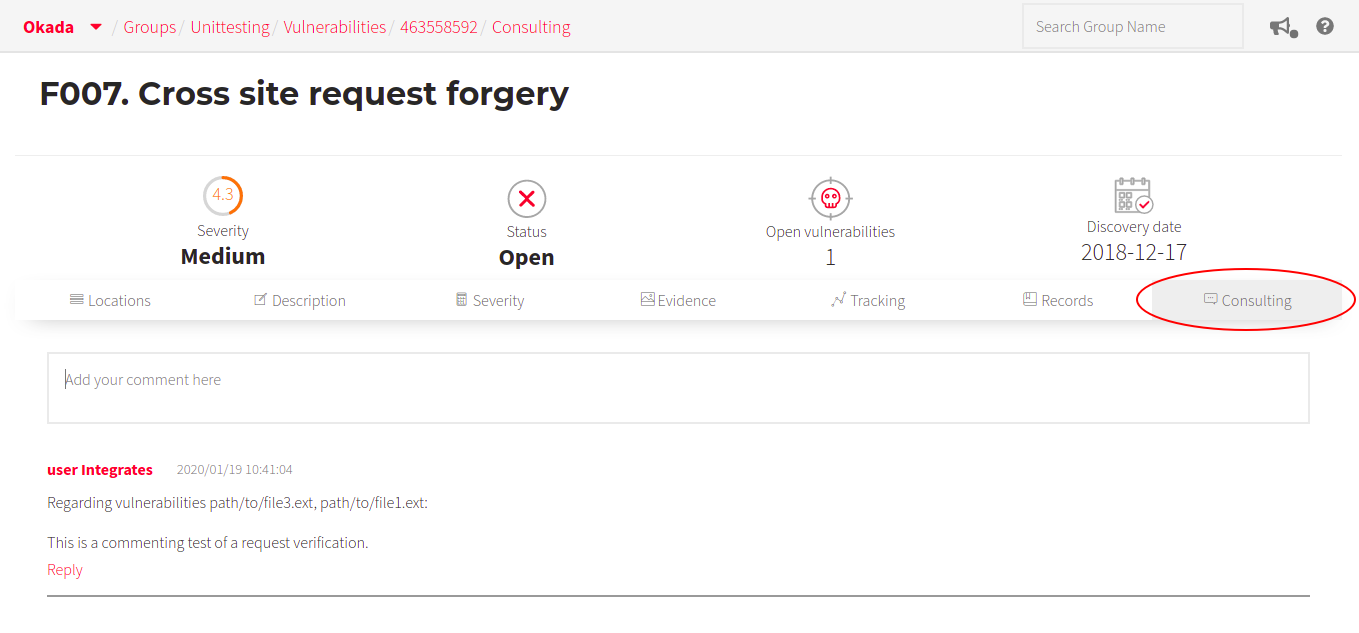 Okada / Groups / Unittesting / Vulnerabilities / 463558592 / Consulting
Search Group Name
F007. Cross site request forgery
4.3
Severity
Medium
Status
Open
Open vulnerabilities
1
Discovery date
2018-12-17
Locations
Description
Severity
Evidence
Tracking
Records
Consulting
Add your comment here
user Integrates 2020/01/19 10:41:04
Regarding vulnerabilities path/to/file3.ext, path/to/file1.ext:
This is a commenting test of a request verification.
Reply